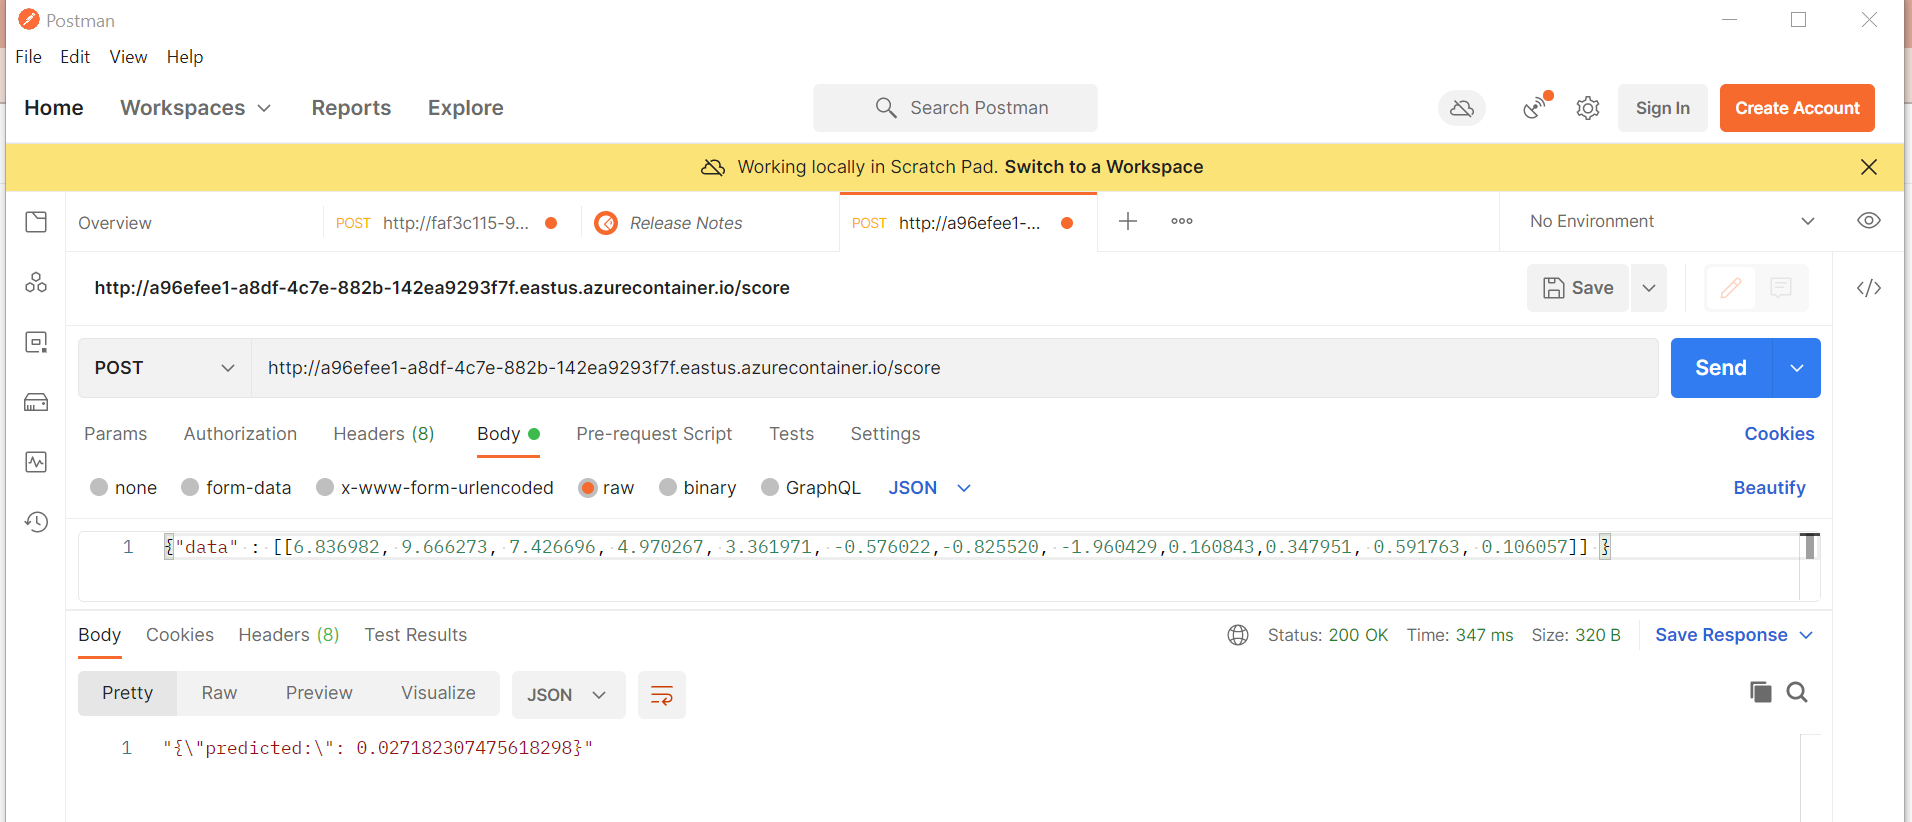 Postman
File Edit View Help
Home Workspaces Reports Explore Search Postman Sign In Create Account
Working locally in Scratch Pad. Switch to a Workspace
Overview POST http://faf3c115-9... Release Notes POST http://a96efee1-... No Environment
http://a96efee1-a8df-4c7e-882b-142ea9293f7f.eastus.azurecontainer.io/score Save
POST http://a96efee1-a8df-4c7e-882b-142ea9293f7f.eastus.azurecontainer.io/score Send
Params Authorization Headers (8) Body Pre-request Script Tests Settings Cookies
none form-data x-www-form-urlencoded raw binary GraphQL JSON Beautify
1 {"data" : [[6.836982, 9.666273, 7.426696, 4.970267, 3.361971, -0.576022,-0.825520, -1.960429,0.160843,0.347951, 0.591763, 0.106057]] }
Body Cookies Headers (8) Test Results Status: 200 OK Time: 347 ms Size: 320 B Save Response
Pretty Raw Preview Visualize JSON
1 "{\"predicted:\": 0.027182307475618298}"